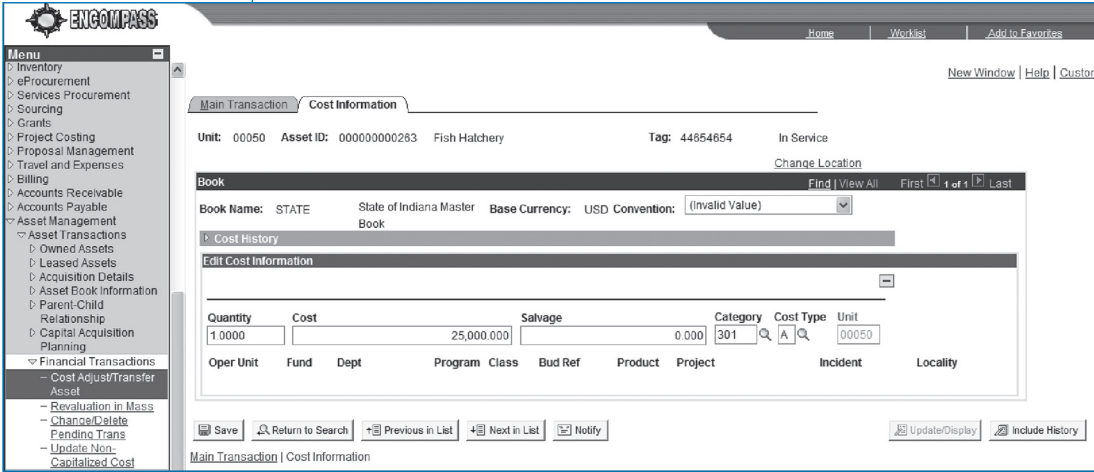 ENCOMPASS
Home | Worklist | Add to Favorites
Menu
Inventory
eProcurement
Services Procurement
Sourcing
Grants
Project Costing
Proposal Management
Travel and Expenses
Billing
Accounts Receivable
Accounts Payable
Asset Management
Asset Transactions
Owned Assets
Leased Assets
Acquisition Details
Asset Book Information
Parent-Child
Relationship
Capital Acquisition
Planning
Financial Transactions
– Cost Adjust/Transfer
Asset
– Revaluation in Mass
– Change/Delete
Pending Trans
– Update Non-
Capitalized Cost
New Window | Help | Custor
Main Transaction Cost Information
Unit: 00050 Asset ID: 000000000263 Fish Hatchery Tag: 44654654 In Service
Change Location
Book Find | View All First 1 of 1 Last
Book Name: STATE State of Indiana Master Base Currency: USD Convention: (Invalid Value)
Book
Cost History
Edit Cost Information
Quantity Cost Salvage Category Cost Type Unit
1.0000 25,000.000 0.000 301 A 00050
Oper Unit Fund Dept Program Class Bud Ref Product Project Incident Locality
Save Return to Search Previous in List Next in List Notify Update/Display Include History
Main Transaction | Cost Information